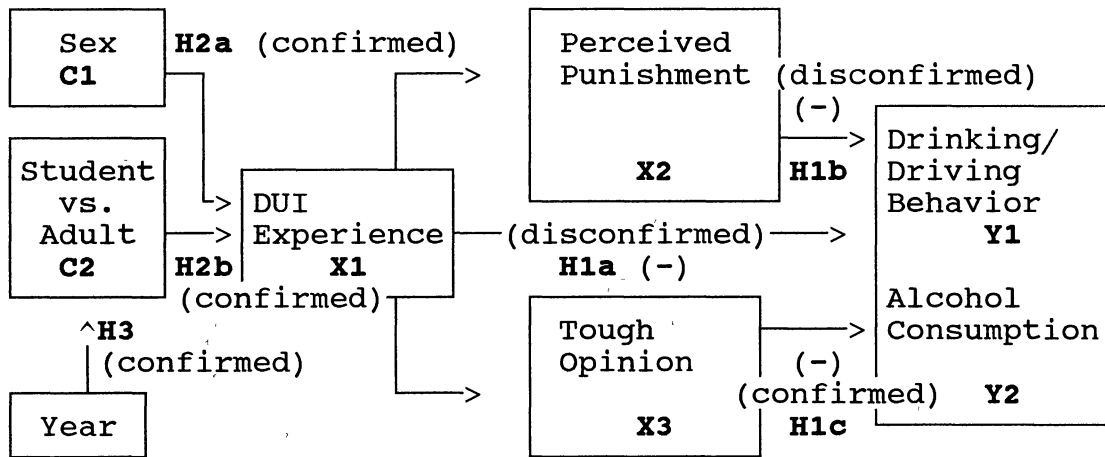 Sex
C1
H2a (confirmed)
Student
vs.
Adult
C2
H2b
(confirmed)
^H3
(confirmed)
Year
DUI
Experience
X1
Perceived
Punishment (disconfirmed)
X2
(-)
H1b
(disconfirmed)
H1a (-)
Tough
Opinion
X3
(-)
(confirmed)
H1c
Drinking/
Driving
Behavior
Y1
Alcohol
Consumption
Y2